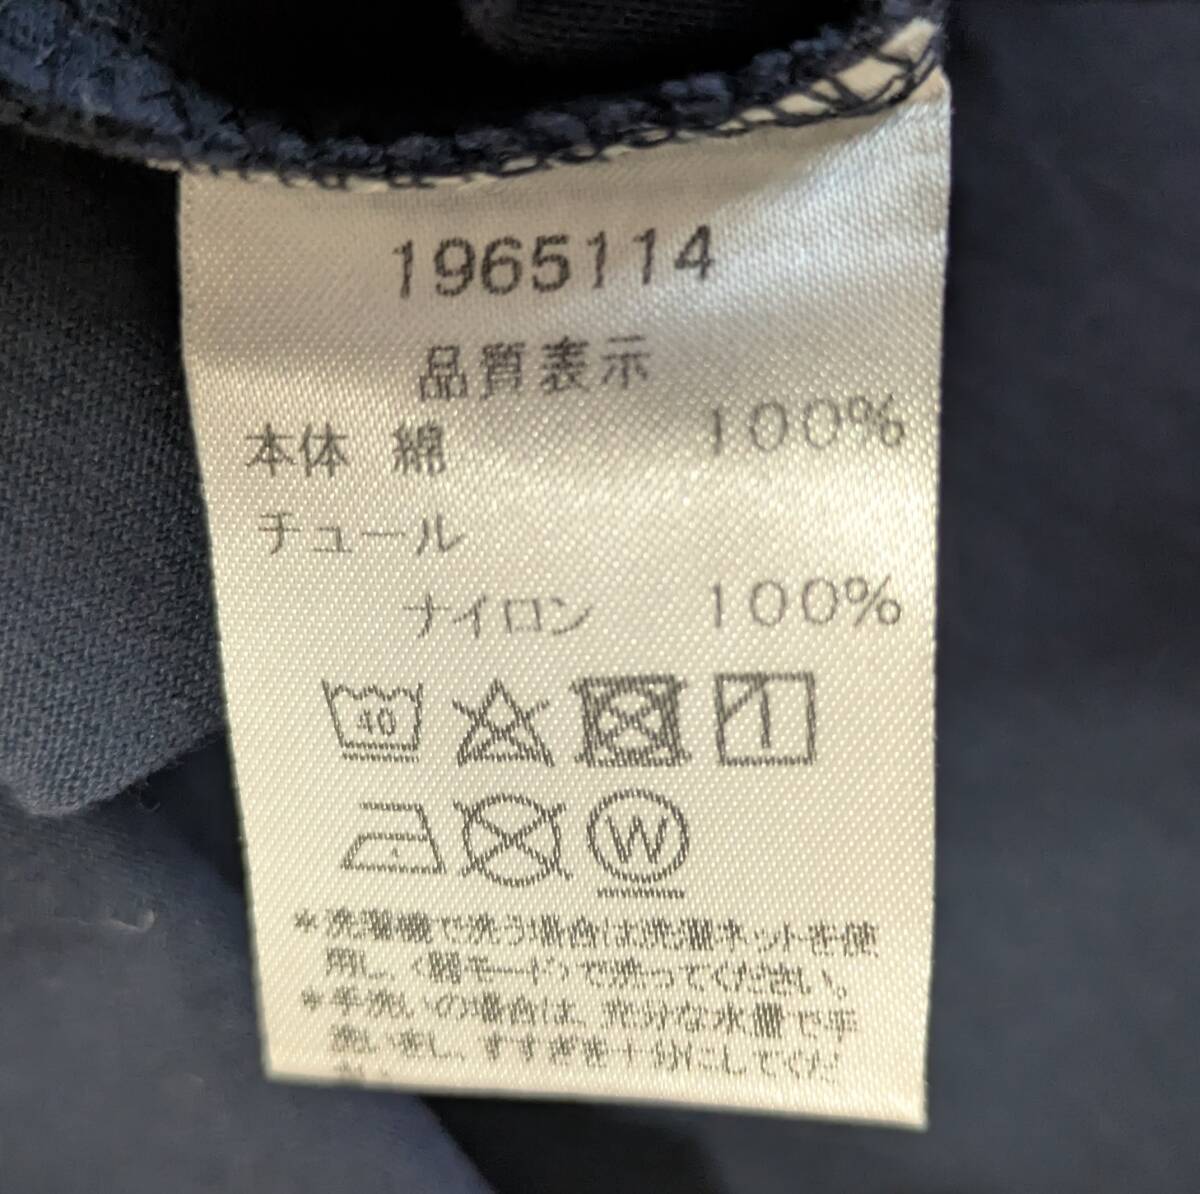 1965114
品質表示
本体 綿 100%
チュール
ナイロン 100%
40
W
*洗濯機で洗う場合は洗濯ネットを使
用し、〈弱モード〉で洗ってください。
*手洗いの場合は、充分な水量で手
洗いをし、すすぎを十分にしてくだ
さい。